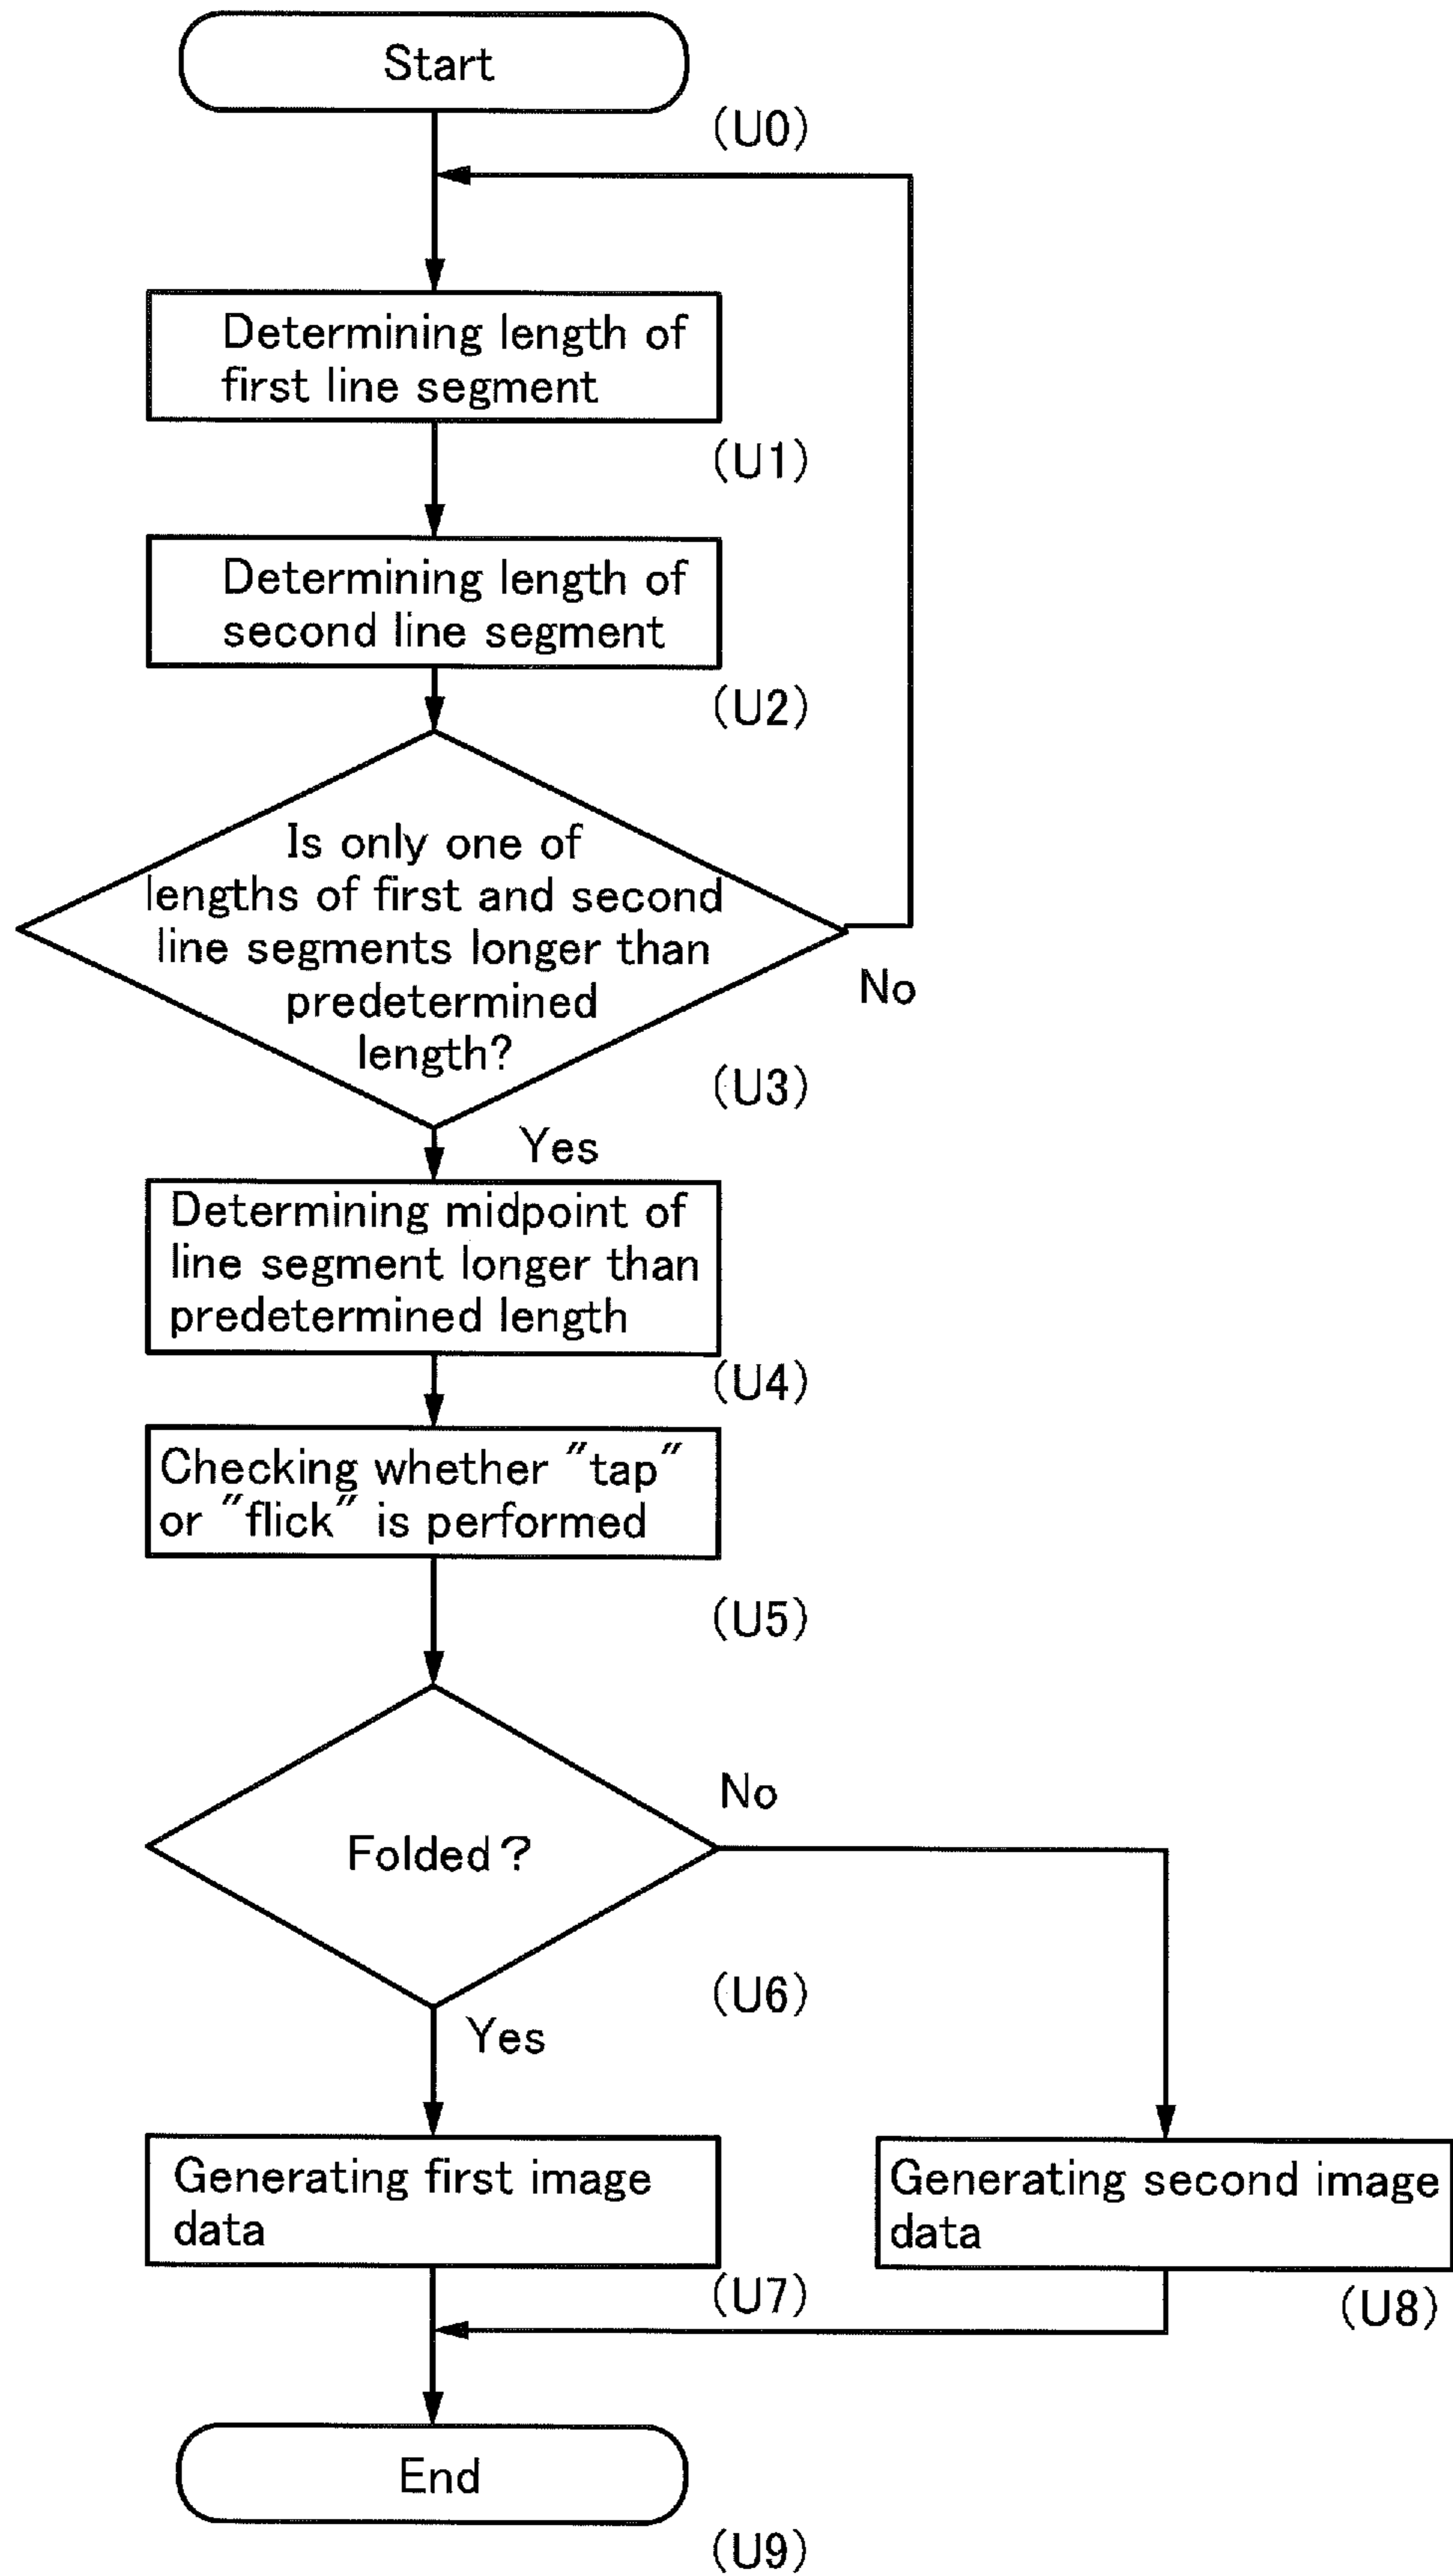 Start
(U0)
Determining length of
first line segment
(U1)
Determining length of
second line segment
(U2)
Is only one of
lengths of first and second
line segments longer than
predetermined
length?
No
(U3)
Yes
Determining midpoint of
line segment longer than
predetermined length
(U4)
Checking whether "tap"
or "flick" is performed
(U5)
No
Folded?
(U6)
Yes
Generating first image
data
(U7)
Generating second image
data
(U8)
End
(U9)